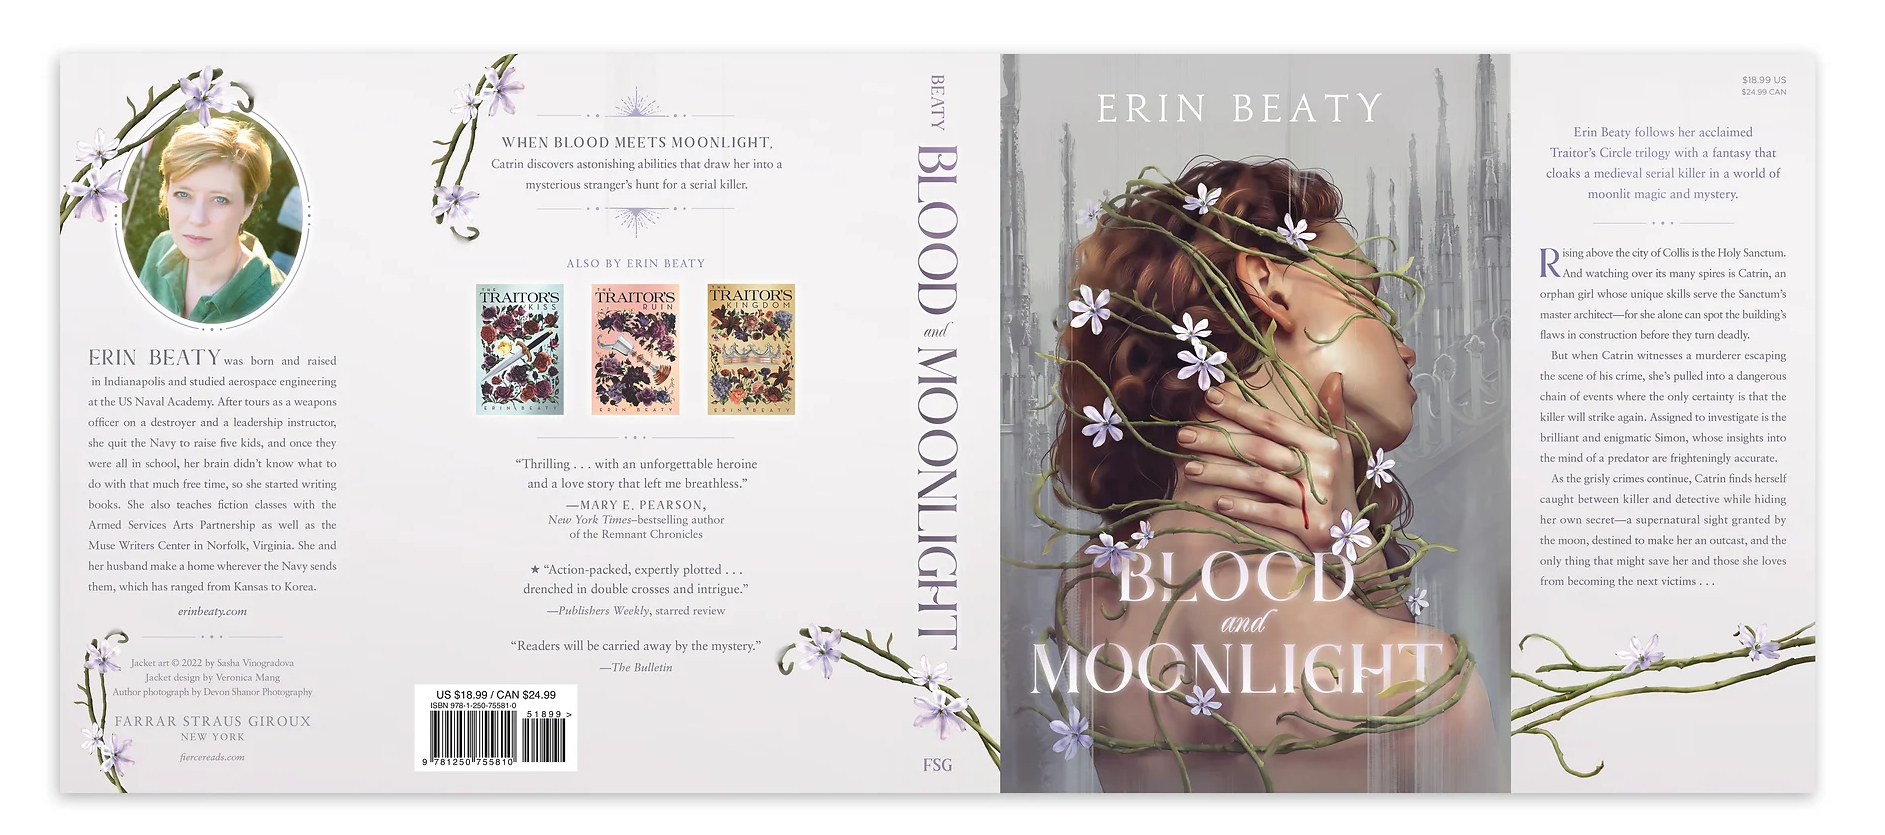 ERIN BEATY was born and raised
in Indianapolis and studied aerospace engineering
at the US Naval Academy. After tours as a weapons
officer on a destroyer and a leadership instructor,
she quit the Navy to raise five kids, and once they
were all in school, her brain didn't know what to
do with that much free time, so she started writing
books. She also teaches fiction classes with the
Armed Services Arts Partnership as well as the
Muse Writers Center in Norfolk, Virginia. She and
her husband make a home wherever the Navy sends
them, which has ranged from Kansas to Korea.
erinbeaty.com
Jacket art © 2022 by Sasha Vinogradova
Jacket design by Veronica Mang
Author photograph by Devon Shanor Photography
FARRAR STRAUS GIROUX
NEW YORK
fiercereads.com
WHEN BLOOD MEETS MOONLIGHT,
Catrin discovers astonishing abilities that draw her into a
mysterious stranger's hunt for a serial killer.
ALSO BY ERIN BEATY
THE
TRAITOR'S
KISS
ERIN BEATY
THE
TRAITOR'S
RUIN
ERIN BEATY
THE
TRAITOR'S
KINGDOM
ERIN BEATY
"Thrilling . . . with an unforgettable heroine
and a love story that left me breathless."
—MARY E. PEARSON,
New York Times–bestselling author
of the Remnant Chronicles
★ "Action-packed, expertly plotted . . .
drenched in double crosses and intrigue."
—Publishers Weekly, starred review
"Readers will be carried away by the mystery."
—The Bulletin
US $18.99 / CAN $24.99
ISBN 978-1-250-75581-0
51899 >
9 781250 755810
BEATY BLOOD and MOONLIGHT FSG
ERIN BEATY
BLOOD
and
MOONLIGHT
$18.99 US
$24.99 CAN
Erin Beaty follows her acclaimed
Traitor's Circle trilogy with a fantasy that
cloaks a medieval serial killer in a world of
moonlit magic and mystery.
Rising above the city of Collis is the Holy Sanctum.
And watching over its many spires is Catrin, an
orphan girl whose unique skills serve the Sanctum's
master architect—for she alone can spot the building's
flaws in construction before they turn deadly.
But when Catrin witnesses a murderer escaping
the scene of his crime, she's pulled into a dangerous
chain of events where the only certainty is that the
killer will strike again. Assigned to investigate is the
brilliant and enigmatic Simon, whose insights into
the mind of a predator are frighteningly accurate.
As the grisly crimes continue, Catrin finds herself
caught between killer and detective while hiding
her own secret—a supernatural sight granted by
the moon, destined to make her an outcast, and the
only thing that might save her and those she loves
from becoming the next victims . . .